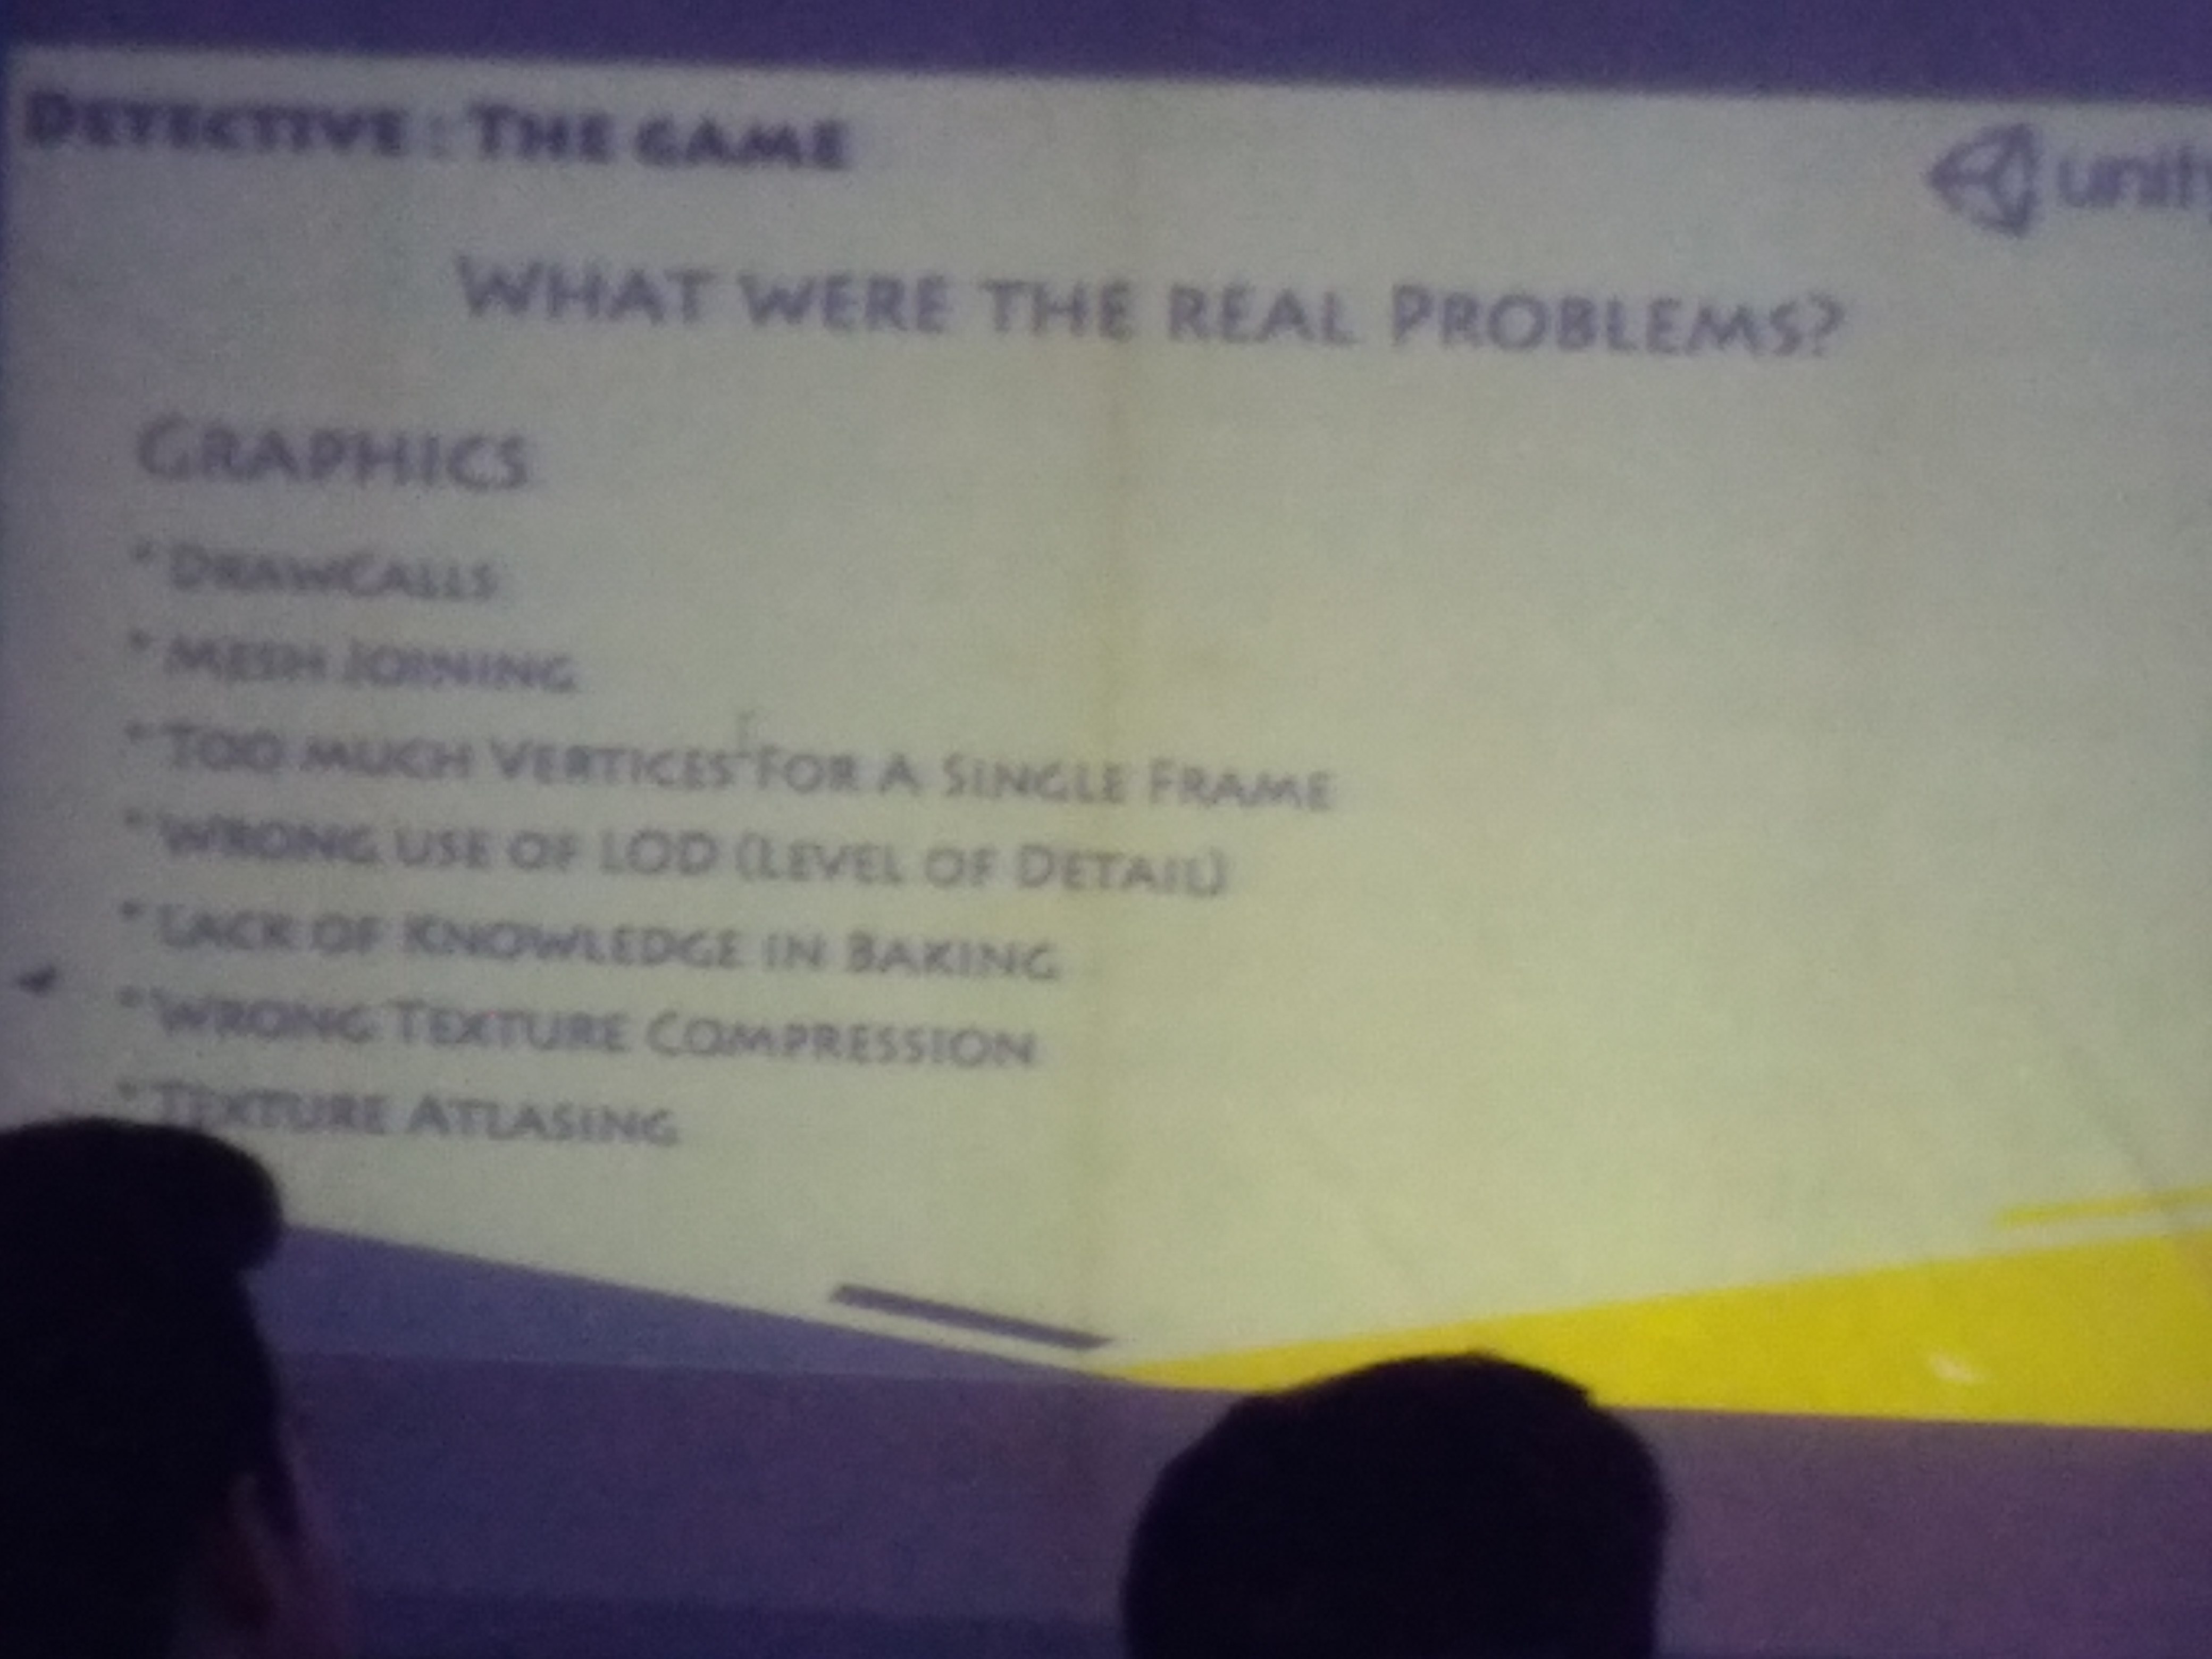 Detective : The game
unity
What were the real Problems?
Graphics
* DrawCalls
* Mesh Joining
* Too much Vertices For A Single Frame
* Wrong use of LOD (Level of Detail)
* Lack of Knowledge in Baking
* Wrong Texture Compression
* Texture Atlasing